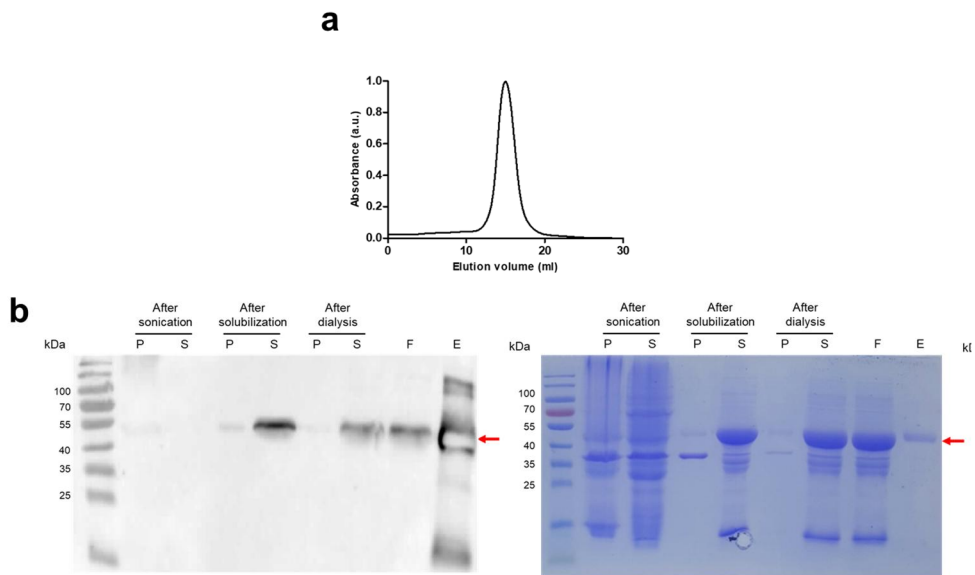 a
1.0
0.8
0.6
0.4
0.2
0.0
0 10 20 30
Absorbance (a.u.)
Elution volume (ml)
b
After sonication
After solubilization
After dialysis
kDa P S P S P S F E
100
70
55
40
35
25
After sonication
After solubilization
After dialysis
kDa P S P S P S F E
100
70
55
40
35
25